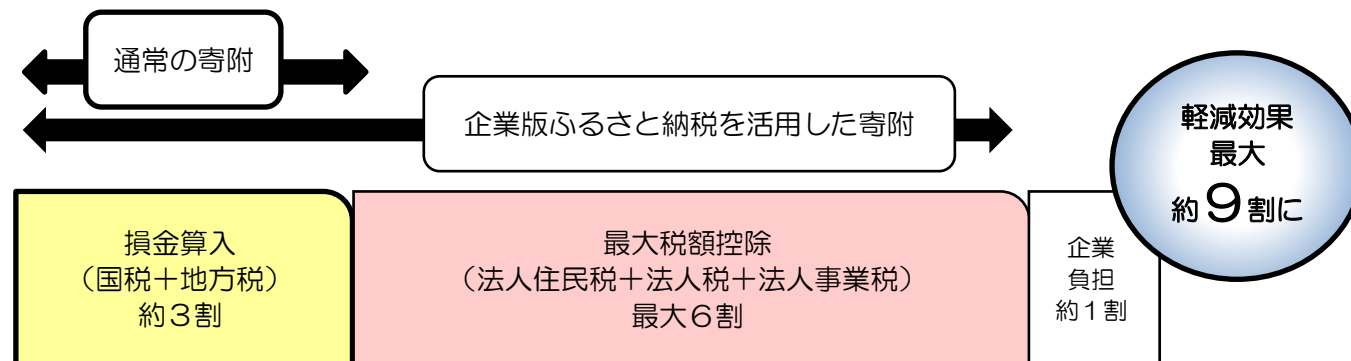 通常の寄附
企業版ふるさと納税を活用した寄附
軽減効果
最大
約９割に
損金算入
（国税＋地方税）
約３割
最大税額控除
（法人住民税＋法人税＋法人事業税）
最大６割
企業
負担
約１割